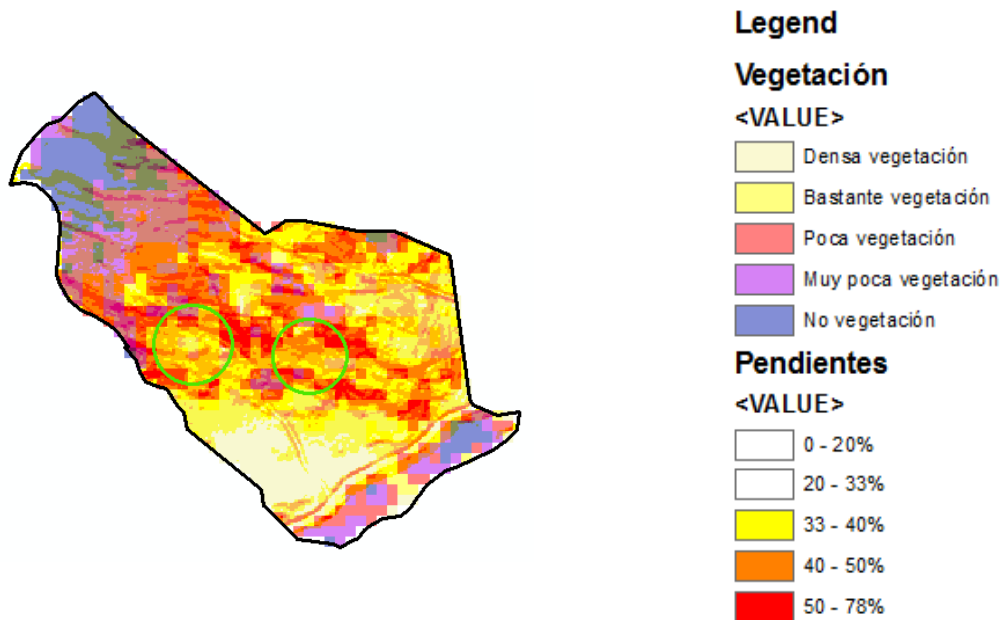 Legend
Vegetación
<VALUE>
Densa vegetación
Bastante vegetación
Poca vegetación
Muy poca vegetación
No vegetación
Pendientes
<VALUE>
0 - 20%
20 - 33%
33 - 40%
40 - 50%
50 - 78%